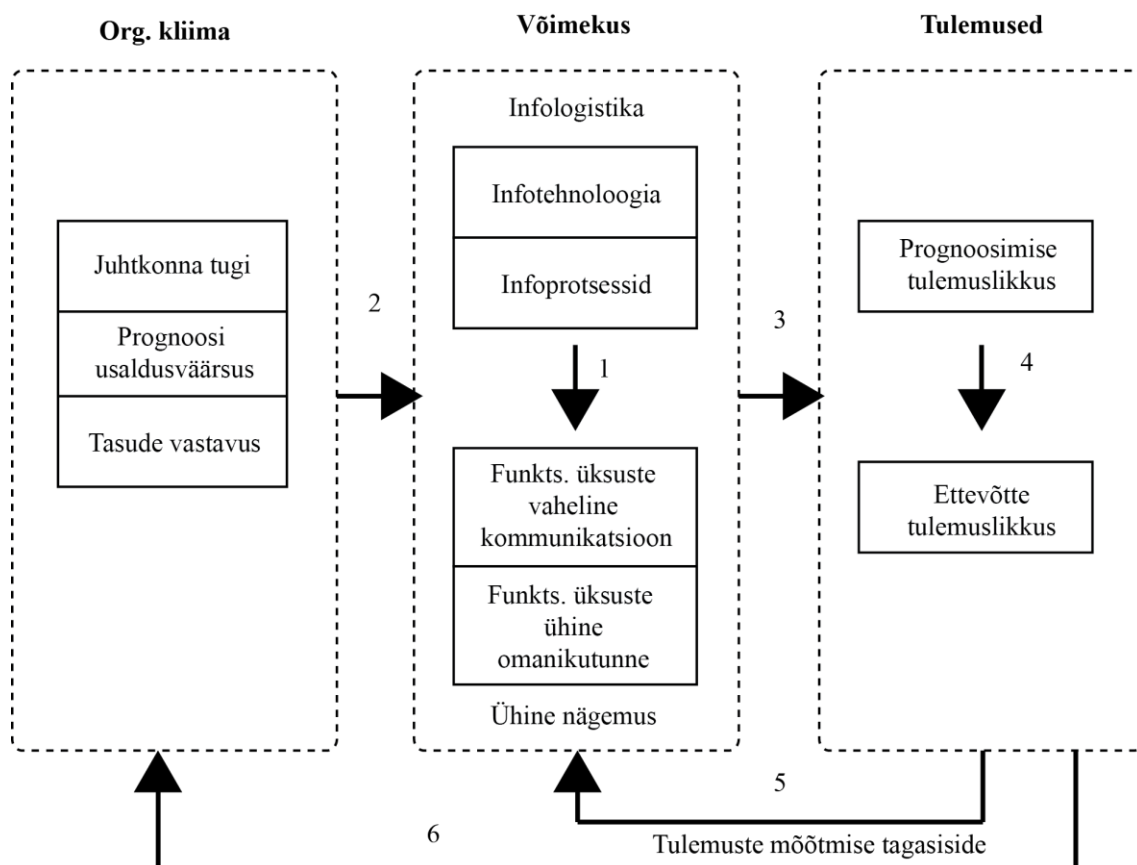 Org. kliima
Võimekus
Tulemused
Juhtkonna tugi
Prognoosi
usaldusväärsus
Tasude vastavus
2
Infologistika
Infotehnoloogia
Infoprotsessid
1
Funkts. üksuste
vaheline
kommunikatsioon
Funkts. üksuste
ühine
omanikutunne
Ühine nägemus
3
Prognoosimise
tulemuslikkus
4
Ettevõtte
tulemuslikkus
5
6
Tulemuste mõõtmise tagasiside